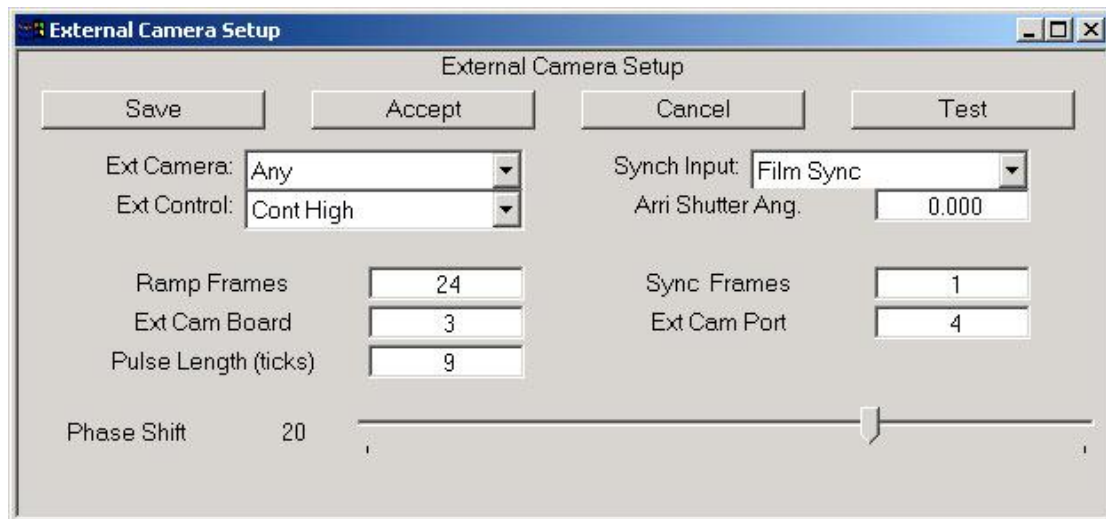 External Camera Setup
External Camera Setup
Save Accept Cancel Test
Ext Camera: Any Synch Input: Film Sync
Ext Control: Cont High Arri Shutter Ang. 0.000
Ramp Frames 24 Sync Frames 1
Ext Cam Board 3 Ext Cam Port 4
Pulse Length (ticks) 9
Phase Shift 20